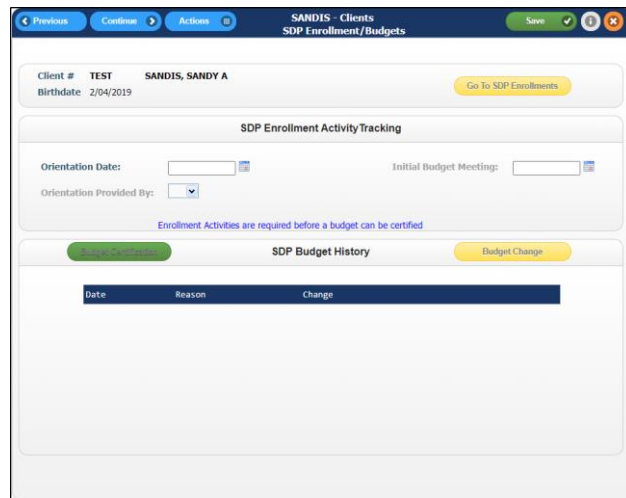 Previous Continue Actions SANDIS - Clients Save
SDP Enrollment/Budgets
Client # TEST SANDIS, SANDY A
Birthdate 2/04/2019 Go To SDP Enrollments
SDP Enrollment Activity Tracking
Orientation Date: Initial Budget Meeting:
Orientation Provided By:
Enrollment Activities are required before a budget can be certified
Budget Certification SDP Budget History Budget Change
Date Reason Change